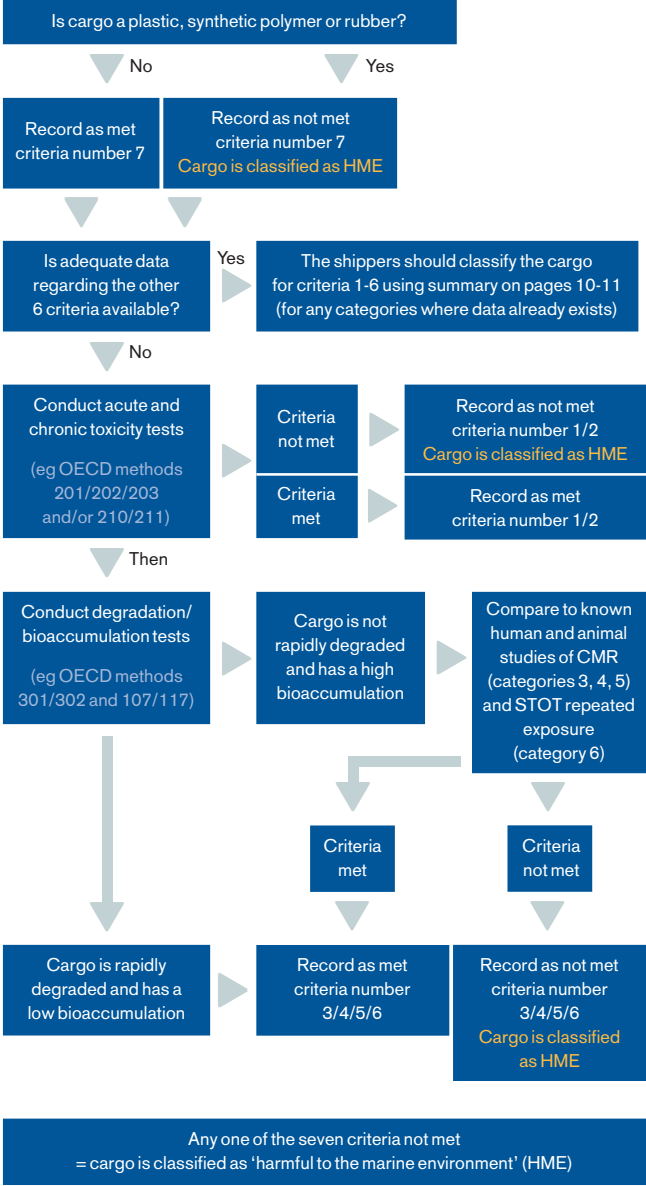 Is cargo a plastic, synthetic polymer or rubber?
No
Yes
Record as met
criteria number 7
Record as not met
criteria number 7
Cargo is classified as HME
Is adequate data
regarding the other
6 criteria available?
Yes
The shippers should classify the cargo
for criteria 1-6 using summary on pages 10-11
(for any categories where data already exists)
No
Conduct acute and
chronic toxicity tests
(eg OECD methods
201/202/203
and/or 210/211)
Criteria
not met
Record as not met
criteria number 1/2
Cargo is classified as HME
Criteria
met
Record as met
criteria number 1/2
Then
Conduct degradation/
bioaccumulation tests
(eg OECD methods
301/302 and 107/117)
Cargo is not
rapidly degraded
and has a high
bioaccumulation
Compare to known
human and animal
studies of CMR
(categories 3, 4, 5)
and STOT repeated
exposure
(category 6)
Criteria
met
Criteria
not met
Cargo is rapidly
degraded and has a
low bioaccumulation
Record as met
criteria number
3/4/5/6
Record as not met
criteria number
3/4/5/6
Cargo is classified
as HME
Any one of the seven criteria not met
= cargo is classified as ‘harmful to the marine environment’ (HME)